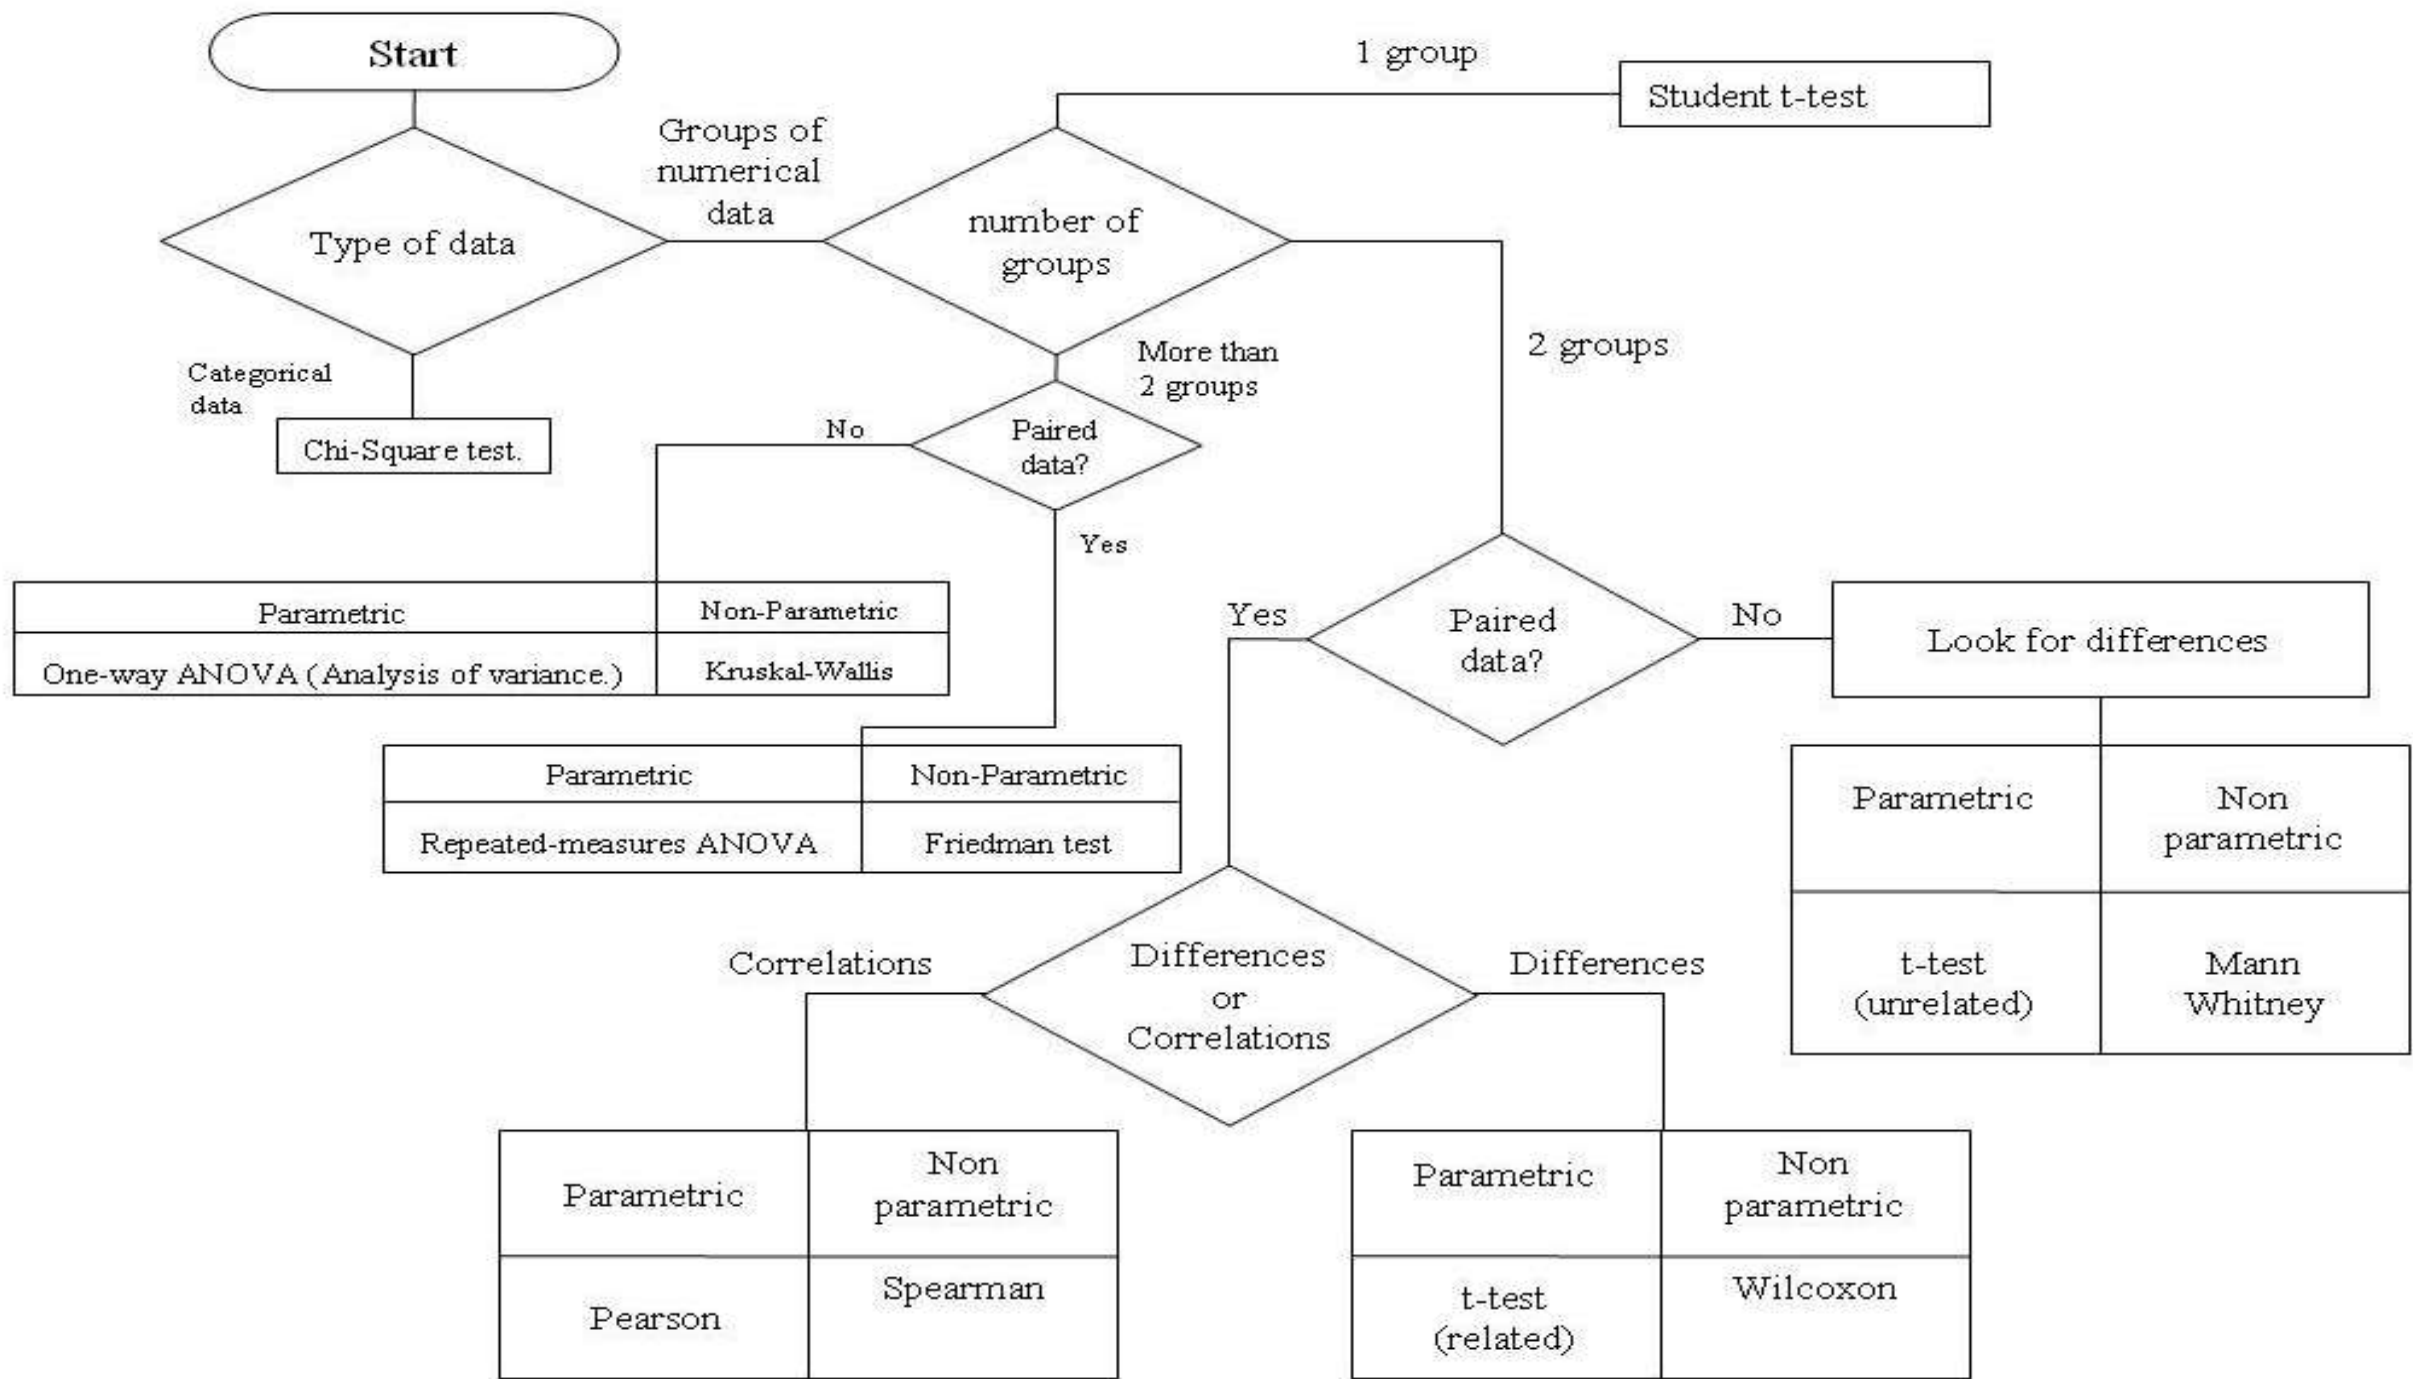 Start
1 group
Student t-test
Groups of
numerical
data
Type of data
number of
groups
Categorical
data
Chi-Square test.
More than
2 groups
2 groups
No
Paired
data?
Yes
Parametric
Non-Parametric
One-way ANOVA (Analysis of variance.)
Kruskal-Wallis
Parametric
Non-Parametric
Repeated-measures ANOVA
Friedman test
Yes
Paired
data?
No
Look for differences
Parametric
Non
parametric
t-test
(unrelated)
Mann
Whitney
Correlations
Differences
or
Correlations
Differences
Parametric
Non
parametric
Pearson
Spearman
Parametric
Non
parametric
t-test
(related)
Wilcoxon